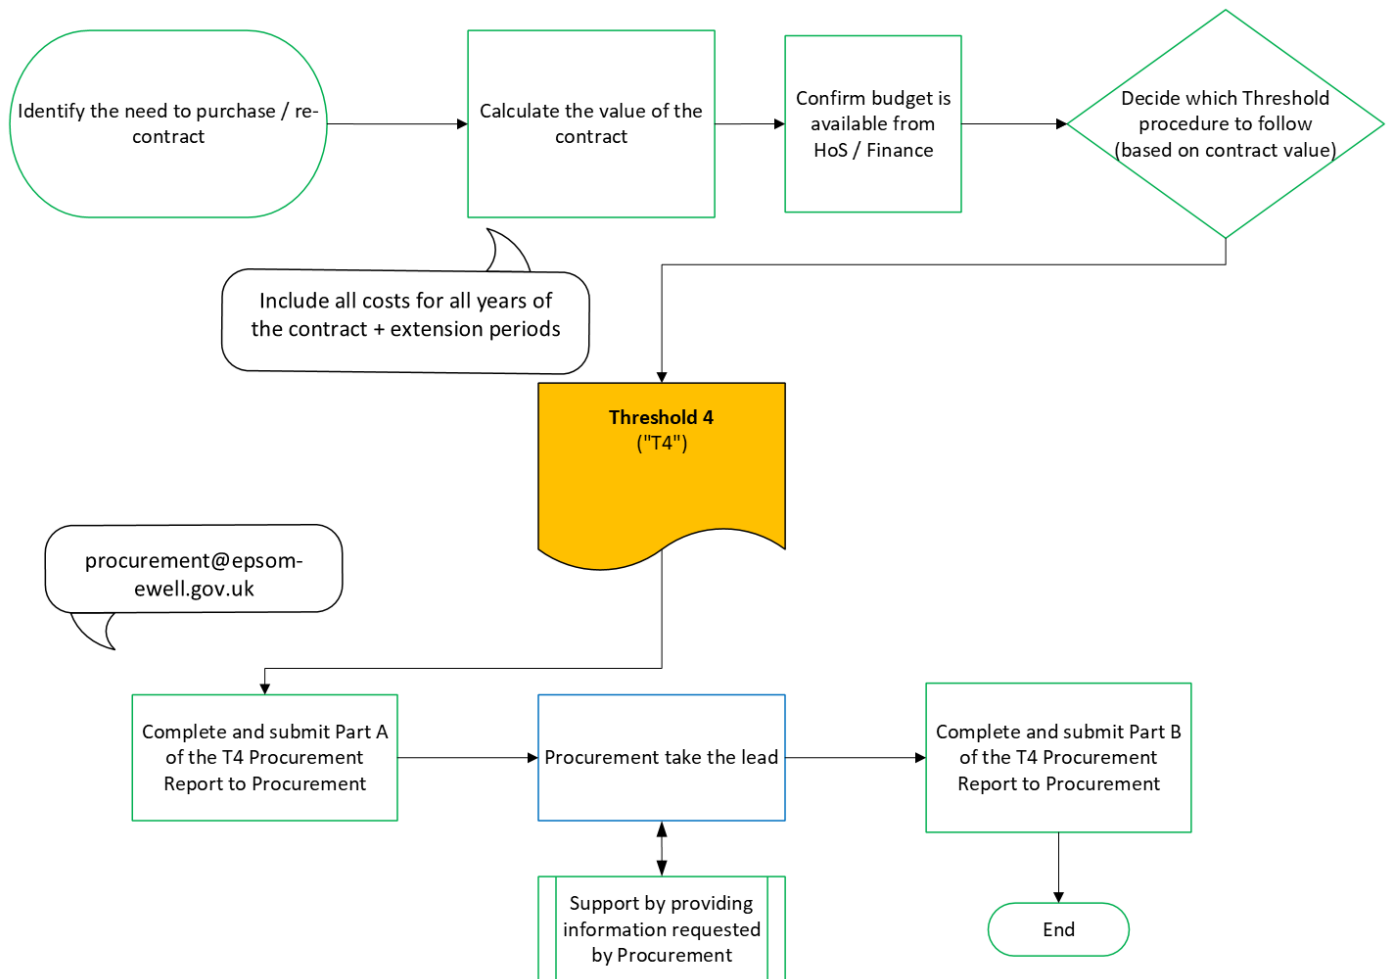 Identify the need to purchase / re-
contract
Calculate the value of the
contract
Confirm budget is
available from
HoS / Finance
Decide which Threshold
procedure to follow
(based on contract value)
Include all costs for all years of
the contract + extension periods
Threshold 4
("T4")
procurement@epsom-
ewell.gov.uk
Complete and submit Part A
of the T4 Procurement
Report to Procurement
Procurement take the lead
Complete and submit Part B
of the T4 Procurement
Report to Procurement
Support by providing
information requested
by Procurement
End